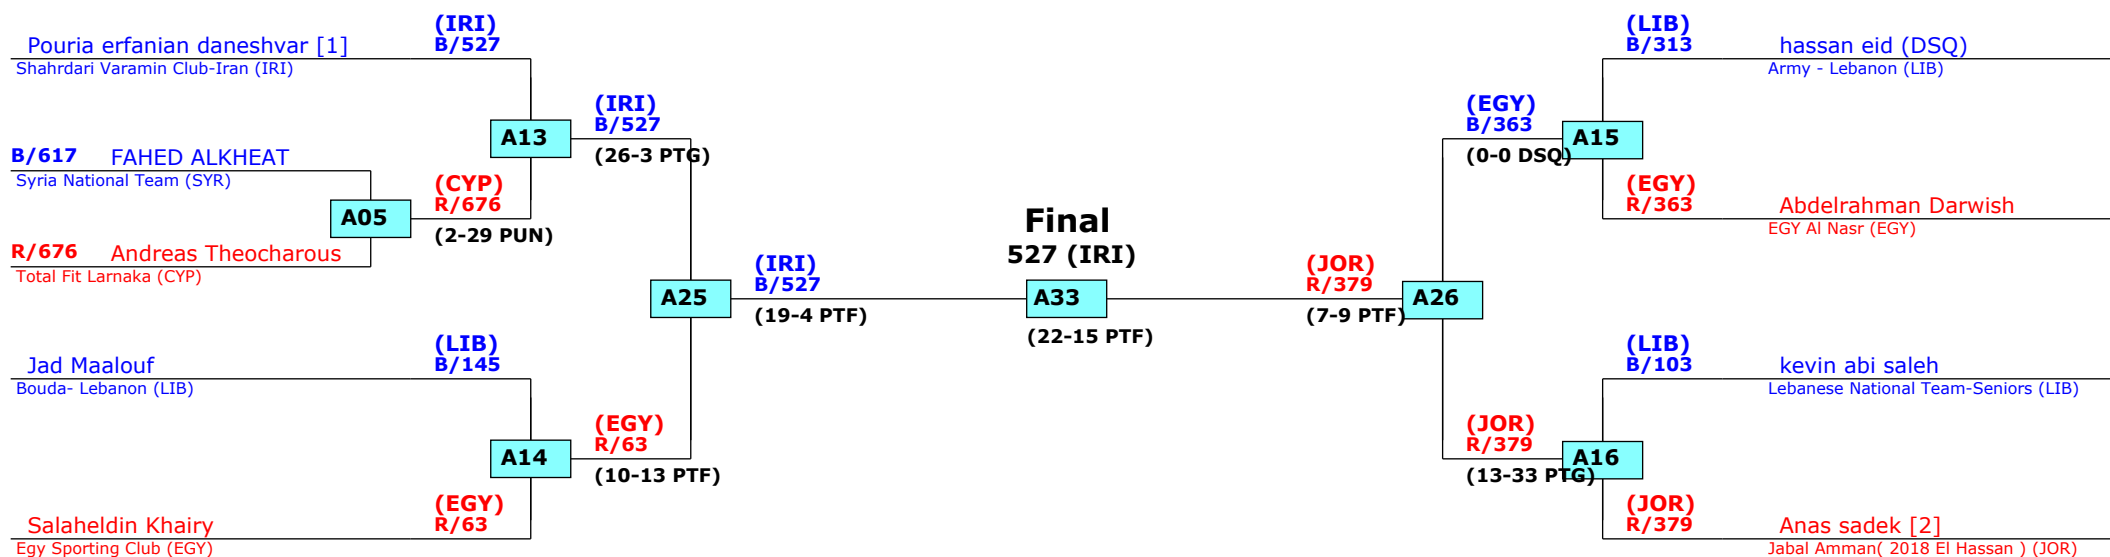 (IRI)
B/527
Pouria erfanian daneshvar [1]
Shahrdari Varamin Club-Iran (IRI)
B/617 FAHED ALKHEAT
Syria National Team (SYR)
A05
R/676 Andreas Theocharous
Total Fit Larnaka (CYP)
(CYP)
R/676
(2-29 PUN)
A13
(IRI)
B/527
(26-3 PTG)
(LIB)
B/145
Jad Maalouf
Bouda- Lebanon (LIB)
A14
(EGY)
R/63
Salaheldin Khairy
Egy Sporting Club (EGY)
(EGY)
R/63
(10-13 PTF)
A25
(IRI)
B/527
(19-4 PTF)
Final
527 (IRI)
A33
(22-15 PTF)
(JOR)
R/379
(7-9 PTF)
A26
(EGY)
B/363
(0-0 DSQ)
A15
(LIB)
B/313
hassan eid (DSQ)
Army - Lebanon (LIB)
(EGY)
R/363
Abdelrahman Darwish
EGY Al Nasr (EGY)
(JOR)
R/379
(13-33 PTG)
A16
(LIB)
B/103
kevin abi saleh
Lebanese National Team-Seniors (LIB)
(JOR)
R/379
Anas sadek [2]
Jabal Amman( 2018 El Hassan ) (JOR)